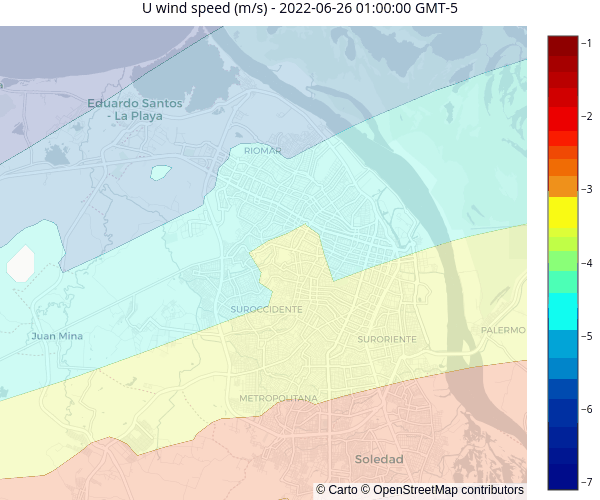 U wind speed (m/s) - 2022-06-26 01:00:00 GMT-5
−1
Eduardo Santos
- La Playa
RIOMAR
−3
−4
SUROCCIDENTE
PALERMO
Juan Mina
SURORIENTE
−5
METROPOLITANA
−6
Soledad
−7
© Carto © OpenStreetMap contributors